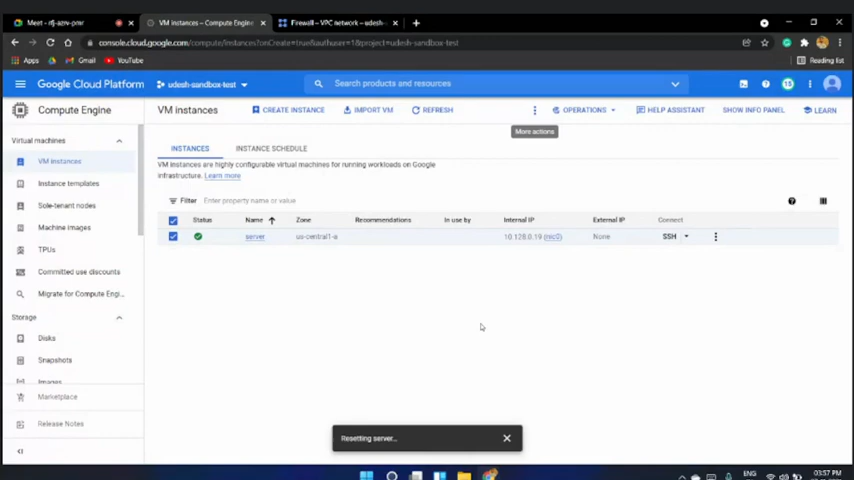 Meet - rfj-aznv-pmr
VM instances – Compute Engine
Firewall – VPC network – udesh-
console.cloud.google.com/compute/instances?onCreate=true&authuser=1&project=udesh-sandbox-test
Apps
Gmail
YouTube
Reading list
Google Cloud Platform
udesh-sandbox-test
Search products and resources
Compute Engine
VM instances
CREATE INSTANCE
IMPORT VM
REFRESH
OPERATIONS
HELP ASSISTANT
SHOW INFO PANEL
LEARN
More actions
Virtual machines
VM instances
Instance templates
Sole-tenant nodes
Machine images
TPUs
Committed use discounts
Migrate for Compute Engi...
Storage
Disks
Snapshots
Images
Marketplace
Release Notes
INSTANCES
INSTANCE SCHEDULE
VM instances are highly configurable virtual machines for running workloads on Google
infrastructure. Learn more
Filter Enter property name or value
Status Name Zone Recommendations In use by Internal IP External IP Connect
server us-central1-a 10.128.0.19 (nic0) None SSH
Resetting server...
ENG
03:57 PM